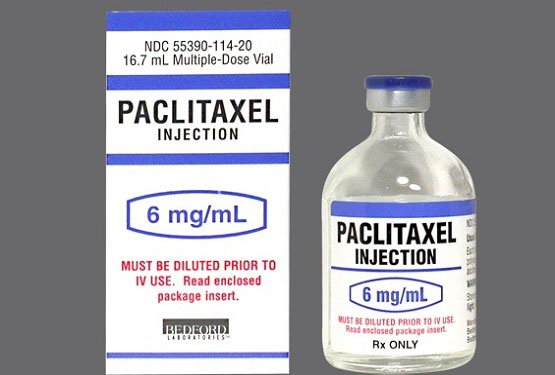 NDC 55390-114-20
16.7 mL Multiple-Dose Vial
PACLITAXEL
INJECTION
6 mg/mL
MUST BE DILUTED PRIOR TO
IV USE. Read enclosed
package insert.
BEDFORD
LABORATORIES™
PACLITAXEL
INJECTION
6 mg/mL
MUST BE DILUTED PRIOR TO IV USE.
Read enclosed package insert.
Rx ONLY